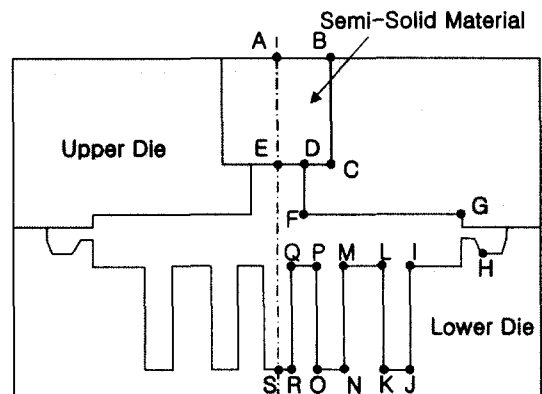 Semi-Solid Material
A B
Upper Die
E D C
F G
Q P M L I H
Lower Die
S R O N K J